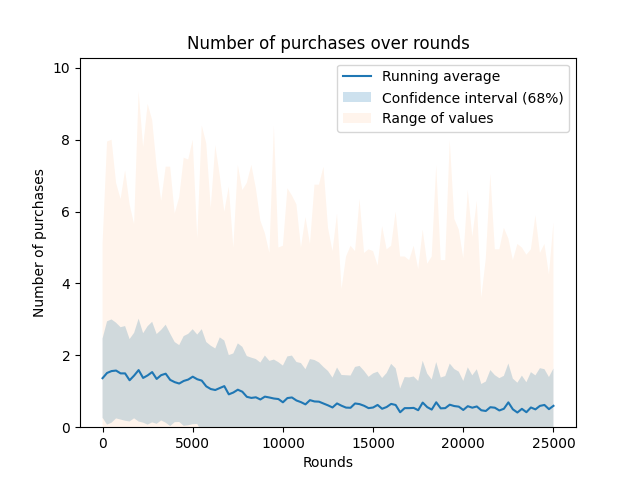 Number of purchases over rounds
Number of purchases
10
8
6
4
2
0
Running average
Confidence interval (68%)
Range of values
0 5000 10000 15000 20000 25000
Rounds